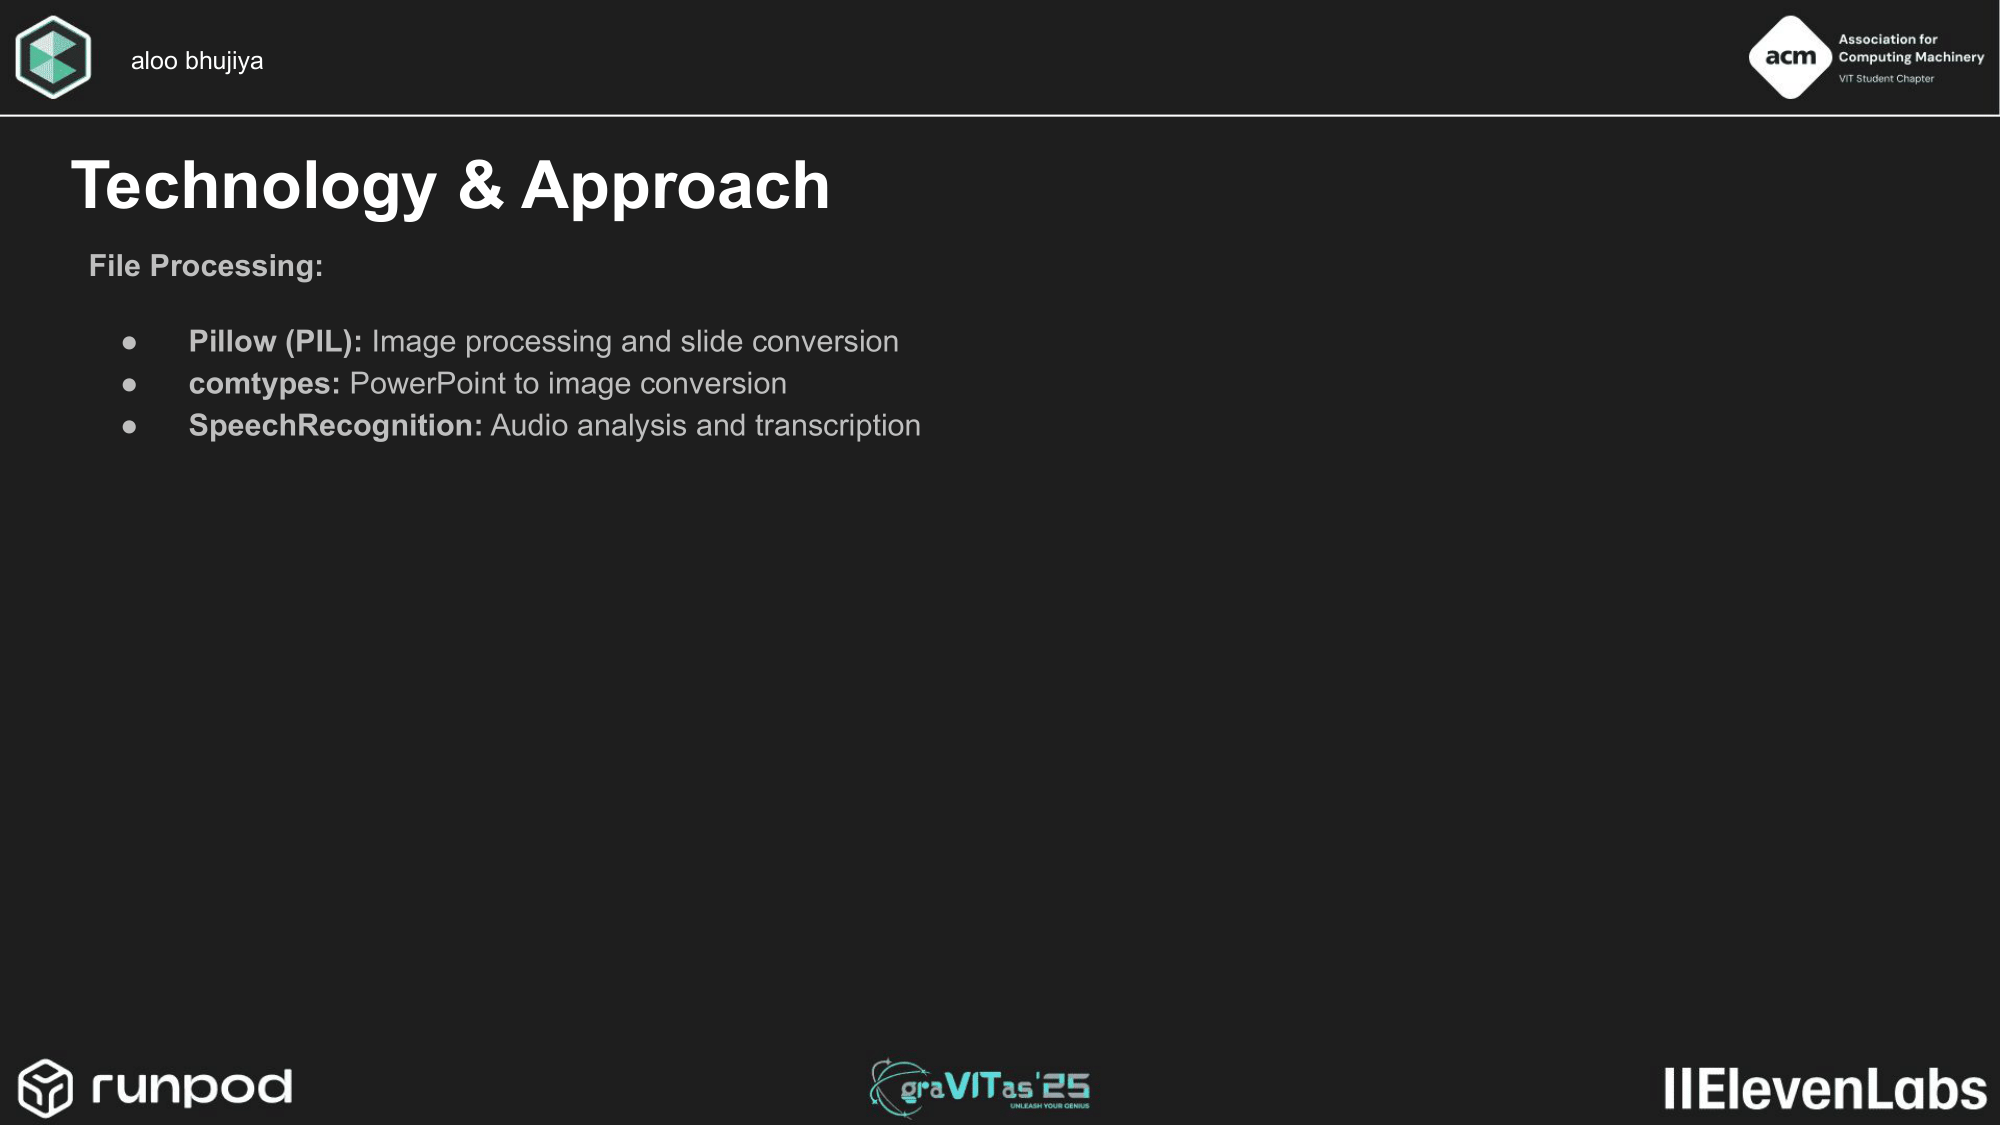 aloo bhujiya
acm
Association for
Computing Machinery
VIT Student Chapter
Technology & Approach
File Processing:
● Pillow (PIL): Image processing and slide conversion
● comtypes: PowerPoint to image conversion
● SpeechRecognition: Audio analysis and transcription
runpod
graVITas'25
UNLEASH YOUR GENIUS
IIElevenLabs